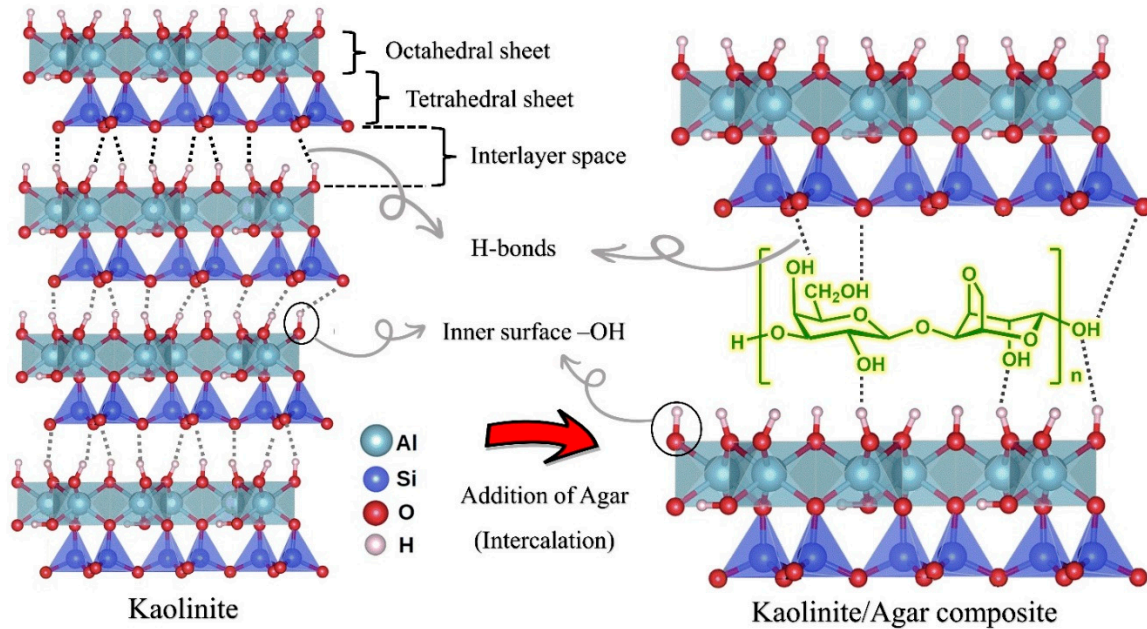 Octahedral sheet
Tetrahedral sheet
Interlayer space
H-bonds
Inner surface –OH
Al
Si
O
H
Addition of Agar
(Intercalation)
Kaolinite
OH
CH₂OH
O
O
H
O
O
O
OH
OH
OH
n
Kaolinite/Agar composite